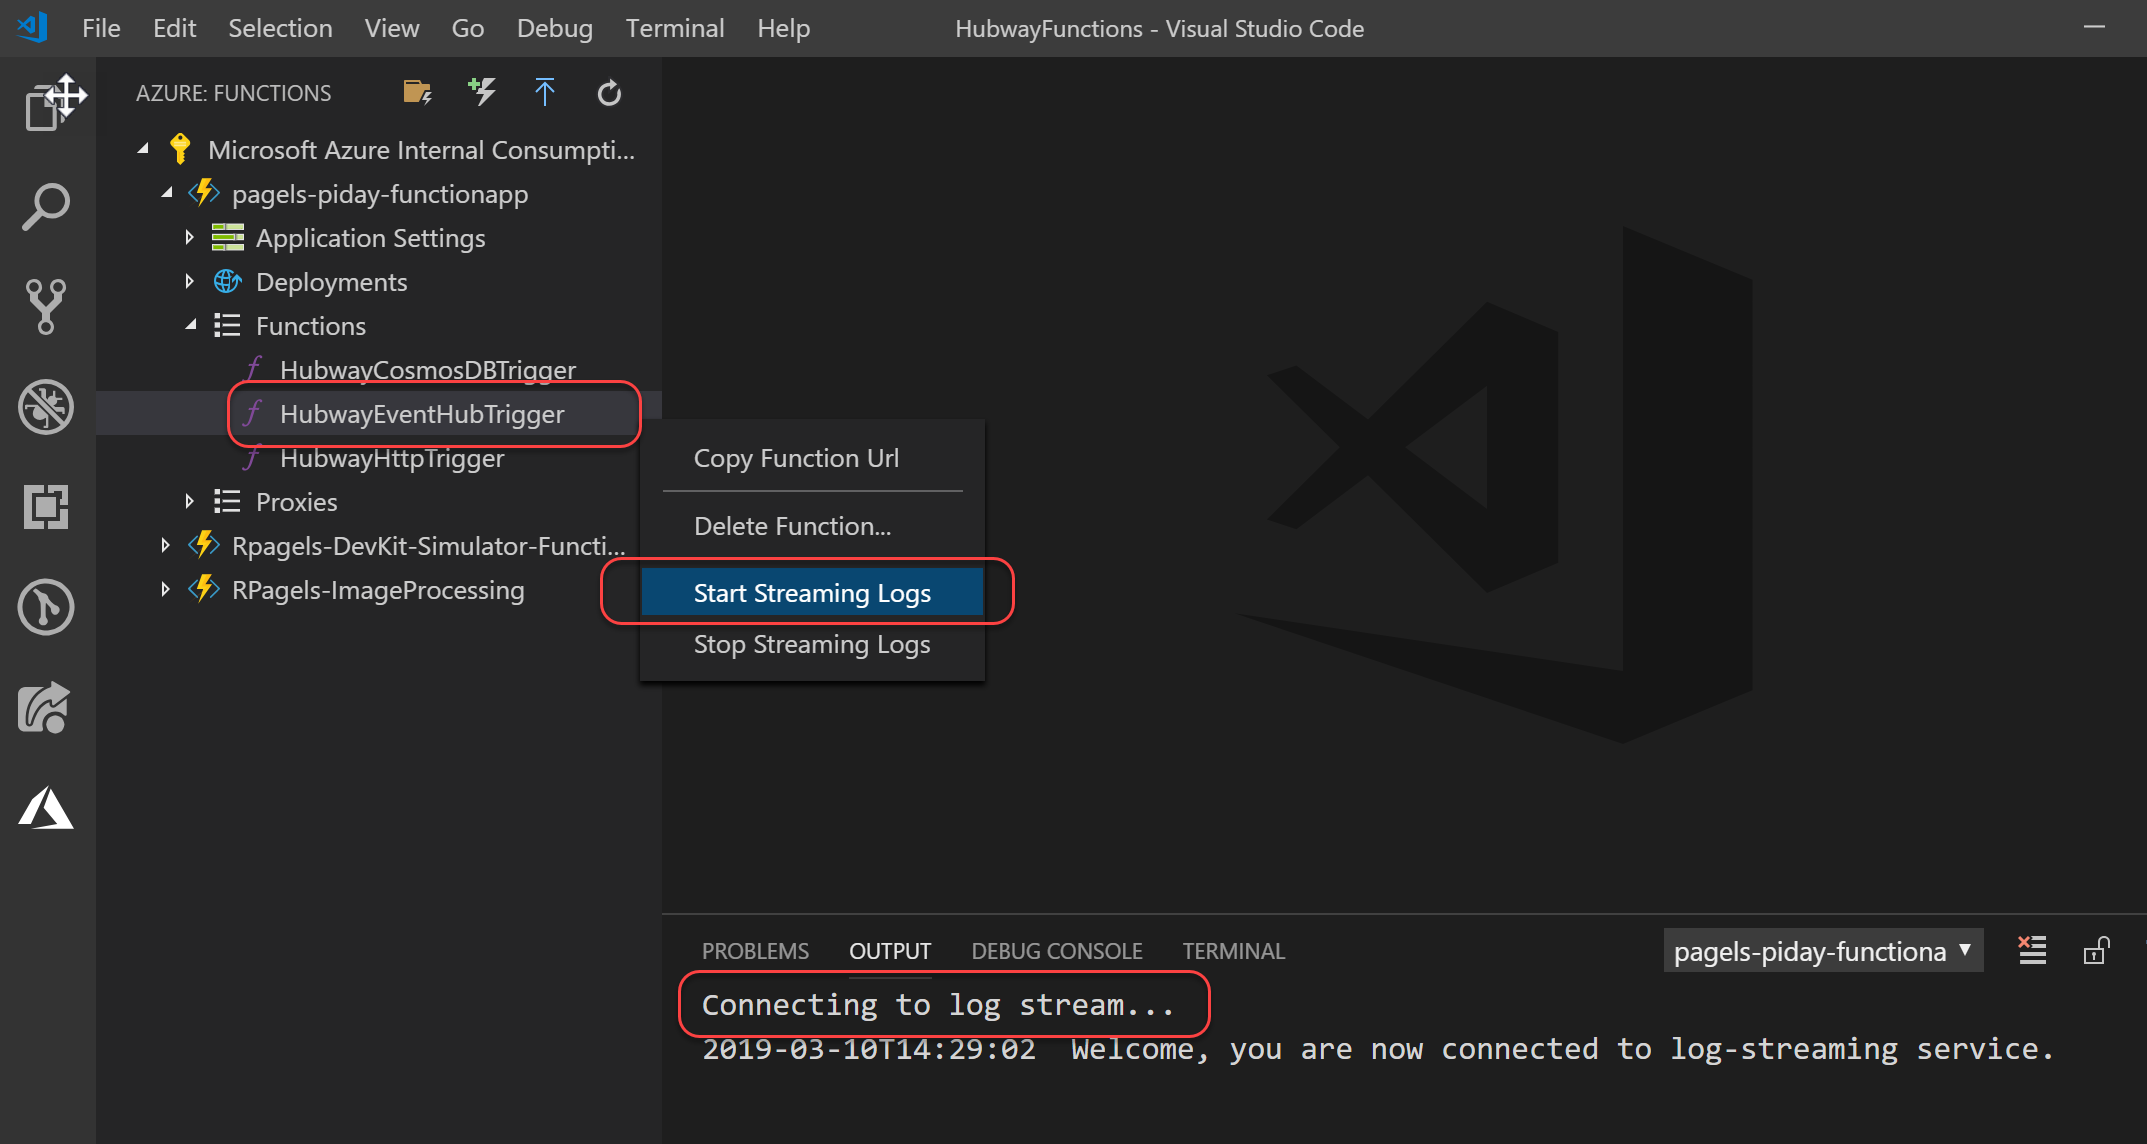 File Edit Selection View Go Debug Terminal Help HubwayFunctions - Visual Studio Code
AZURE: FUNCTIONS
Microsoft Azure Internal Consumpti...
pagels-piday-functionapp
Application Settings
Deployments
Functions
HubwayCosmosDBTrigger
HubwayEventHubTrigger
HubwayHttpTrigger
Proxies
Rpagels-DevKit-Simulator-Functi...
RPagels-ImageProcessing
Copy Function Url
Delete Function...
Start Streaming Logs
Stop Streaming Logs
PROBLEMS OUTPUT DEBUG CONSOLE TERMINAL pagels-piday-functiona
Connecting to log stream...
2019-03-10T14:29:02  Welcome, you are now connected to log-streaming service.